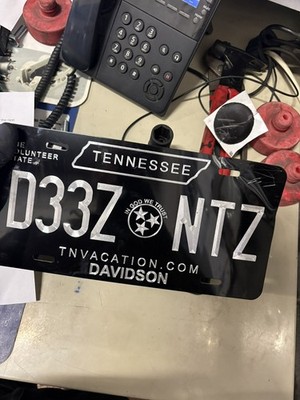 THE
VOLUNTEER
STATE
TENNESSEE
D33Z NTZ
IN GOD WE TRUST
TNVACATION.COM
DAVIDSON